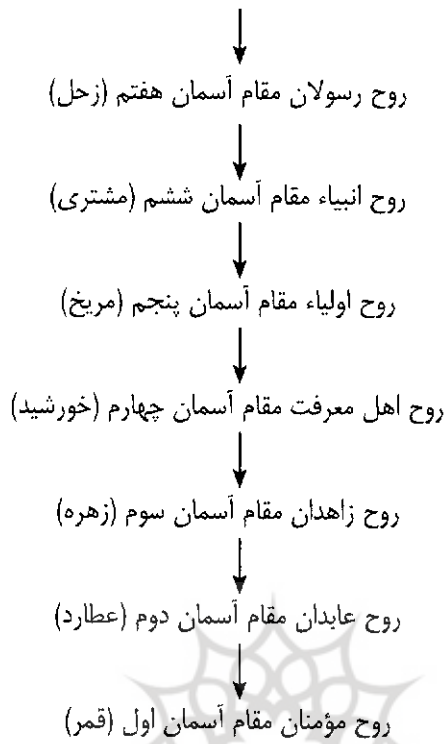 روح رسولان مقام آسمان هفتم (زحل)
روح انبیاء مقام آسمان ششم (مشتری)
روح اولیاء مقام آسمان پنجم (مریخ)
روح اهل معرفت مقام آسمان چهارم (خورشید)
روح زاهدان مقام آسمان سوم (زهره)
روح عابدان مقام آسمان دوم (عطارد)
روح مؤمنان مقام آسمان اول (قمر)